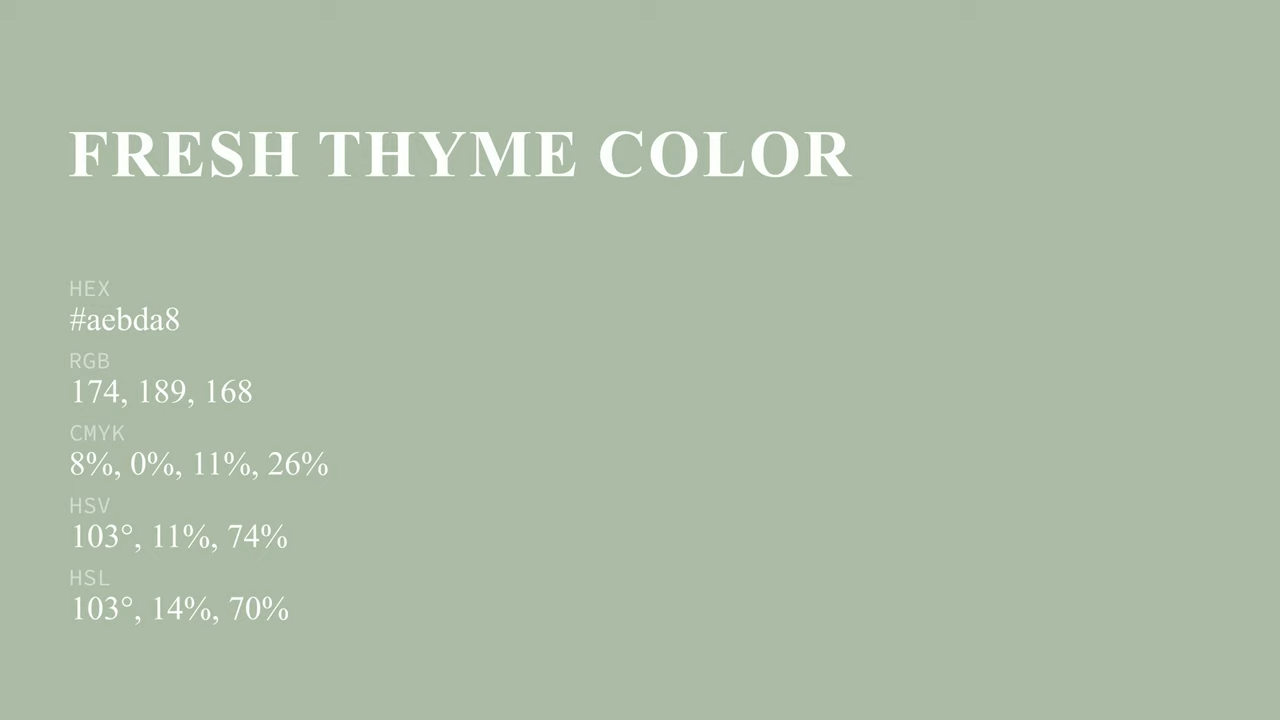 FRESH THYME COLOR
HEX
#aebda8
RGB
174, 189, 168
CMYK
8%, 0%, 11%, 26%
HSV
103°, 11%, 74%
HSL
103°, 14%, 70%